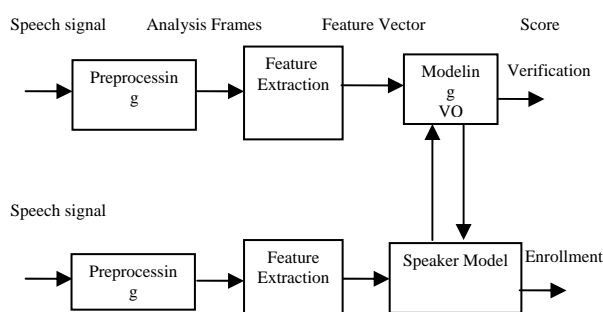 Speech signal Analysis Frames Feature Vector Score
Preprocessin
g
Feature
Extraction
Modelin
g
VO
Verification
Speech signal
Preprocessin
g
Feature
Extraction
Speaker Model
Enrollment